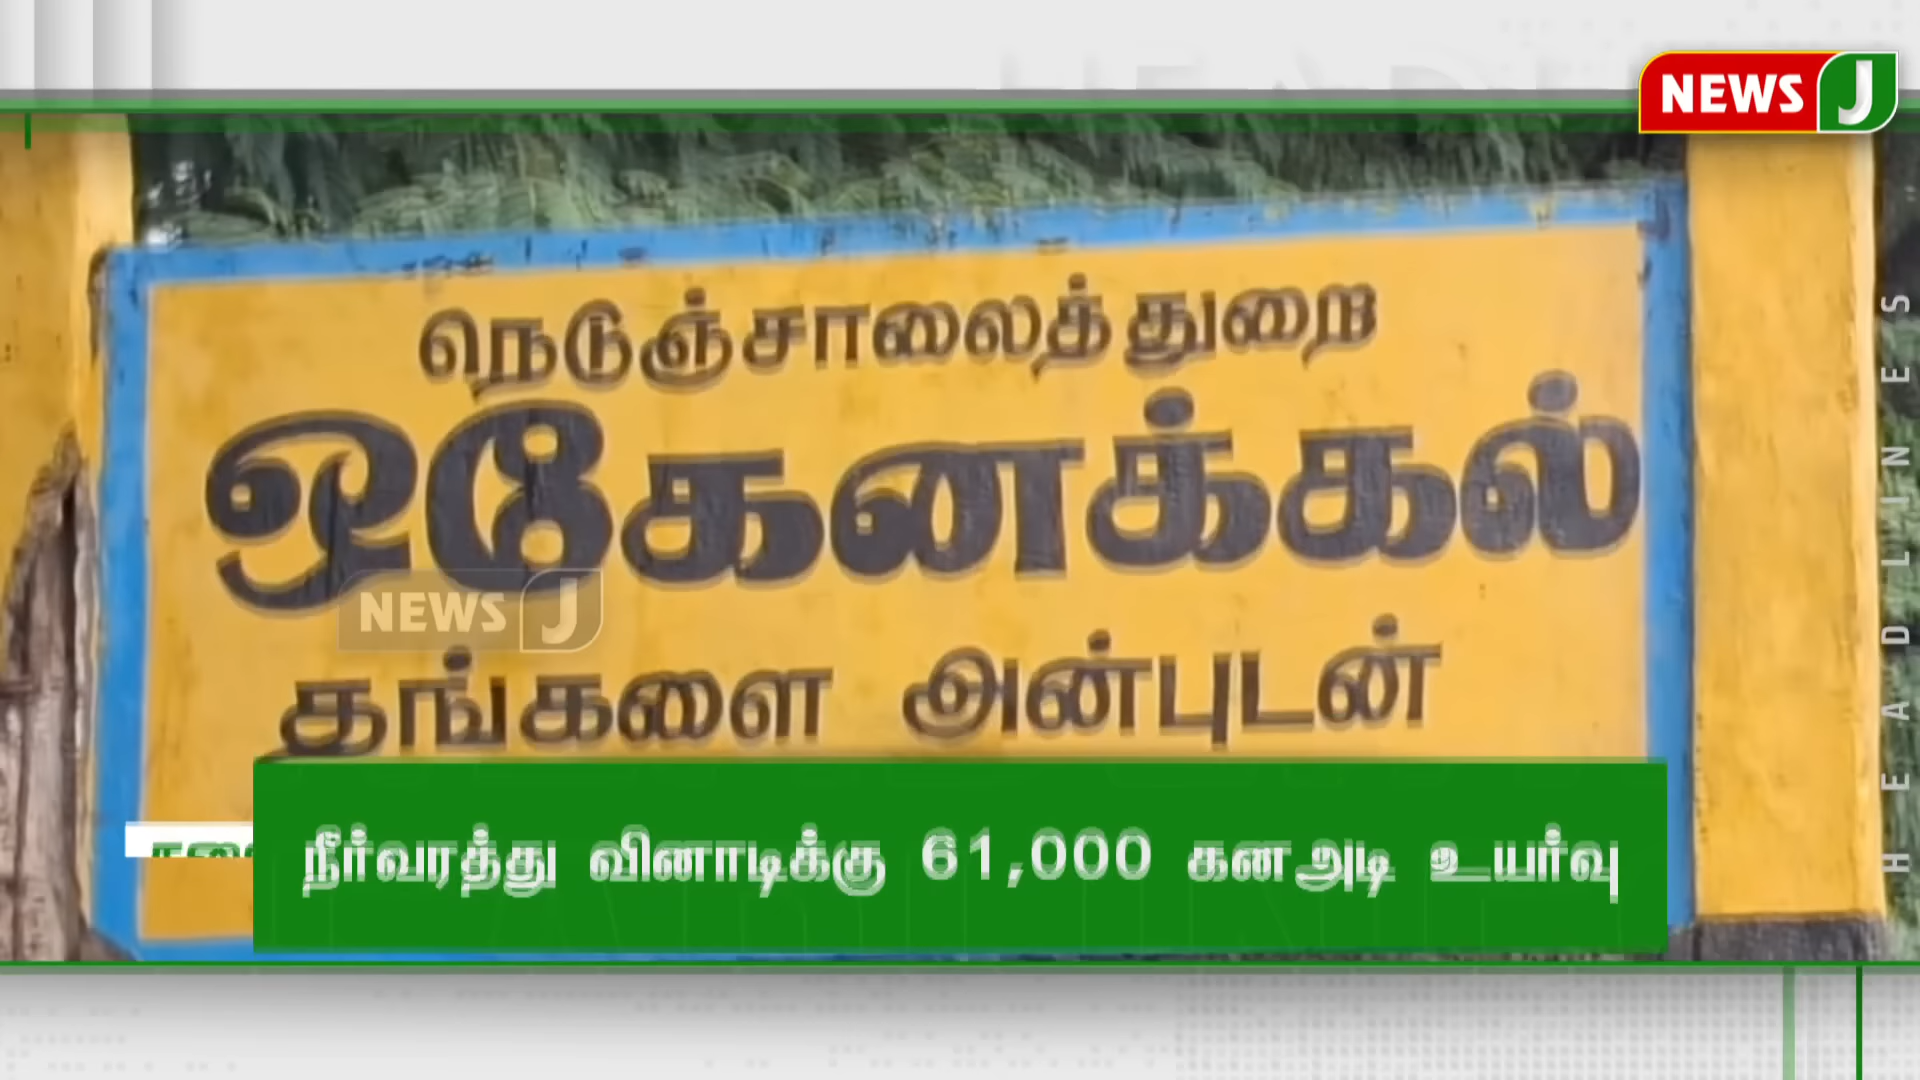 NEWS J
நெடுஞ்சாலைத்துறை
ஒகேனக்கல்
NEWS J
தங்களை அன்புடன்
நீர்வரத்து வினாடிக்கு 61,000 கனஅடி உயர்வு
HEADLINES